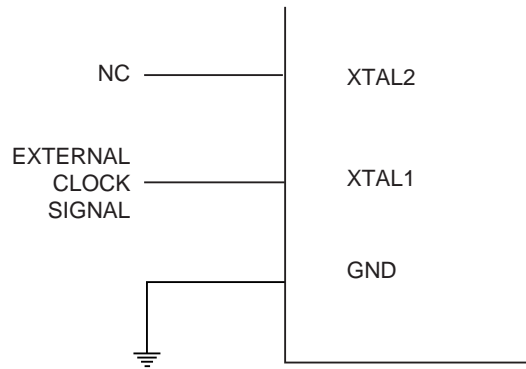 NC
XTAL2
EXTERNAL
CLOCK
SIGNAL
XTAL1
GND